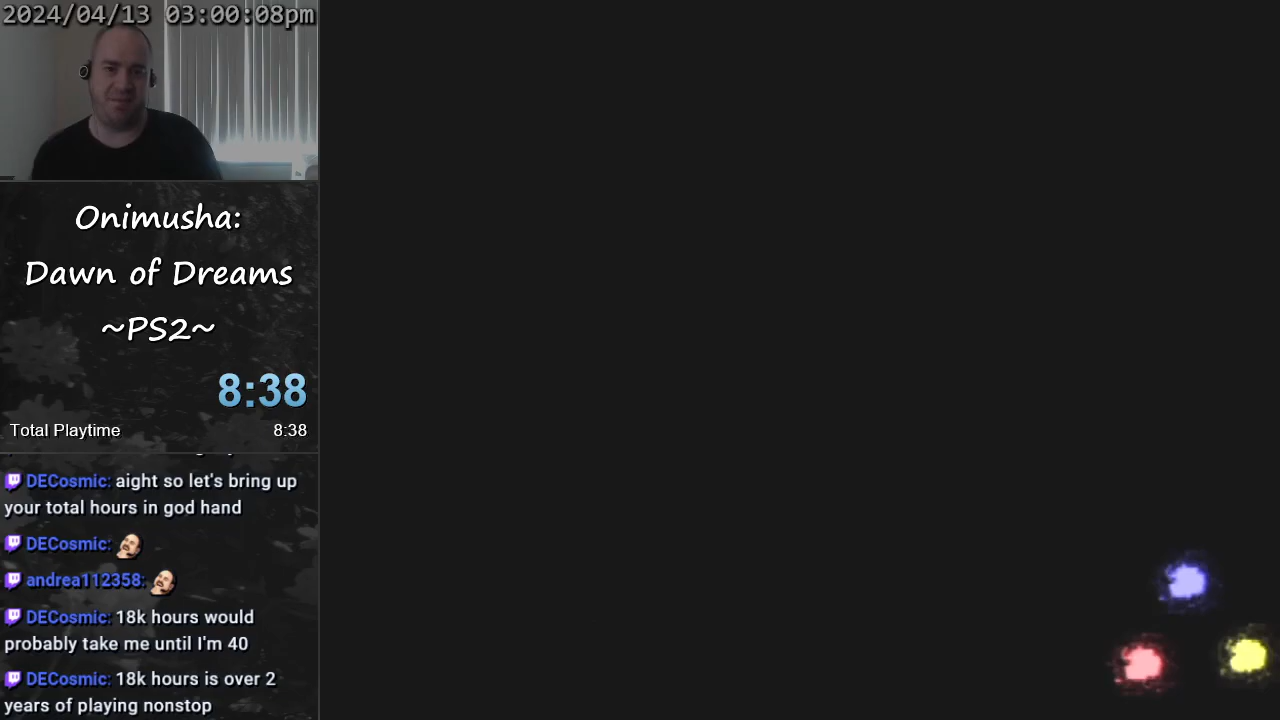 2024/04/13 03:00:08pm
Onimusha:
Dawn of Dreams
~PS2~
8:38
Total Playtime 8:38
DECosmic: aight so let's bring up
your total hours in god hand
DECosmic:
andrea112358:
DECosmic: 18k hours would
probably take me until I'm 40
DECosmic: 18k hours is over 2
years of playing nonstop